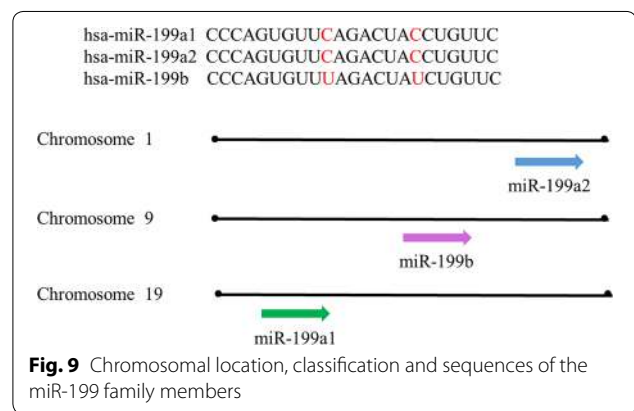 hsa-miR-199a1 CCCAGUGUUCAGACUACCUGUUC
hsa-miR-199a2 CCCAGUGUUCAGACUACCUGUUC
hsa-miR-199b CCCAGUGUUUAGACUAUCUGUUC
Chromosome 1
miR-199a2
Chromosome 9
miR-199b
Chromosome 19
miR-199a1
Fig. 9 Chromosomal location, classification and sequences of the
miR-199 family members